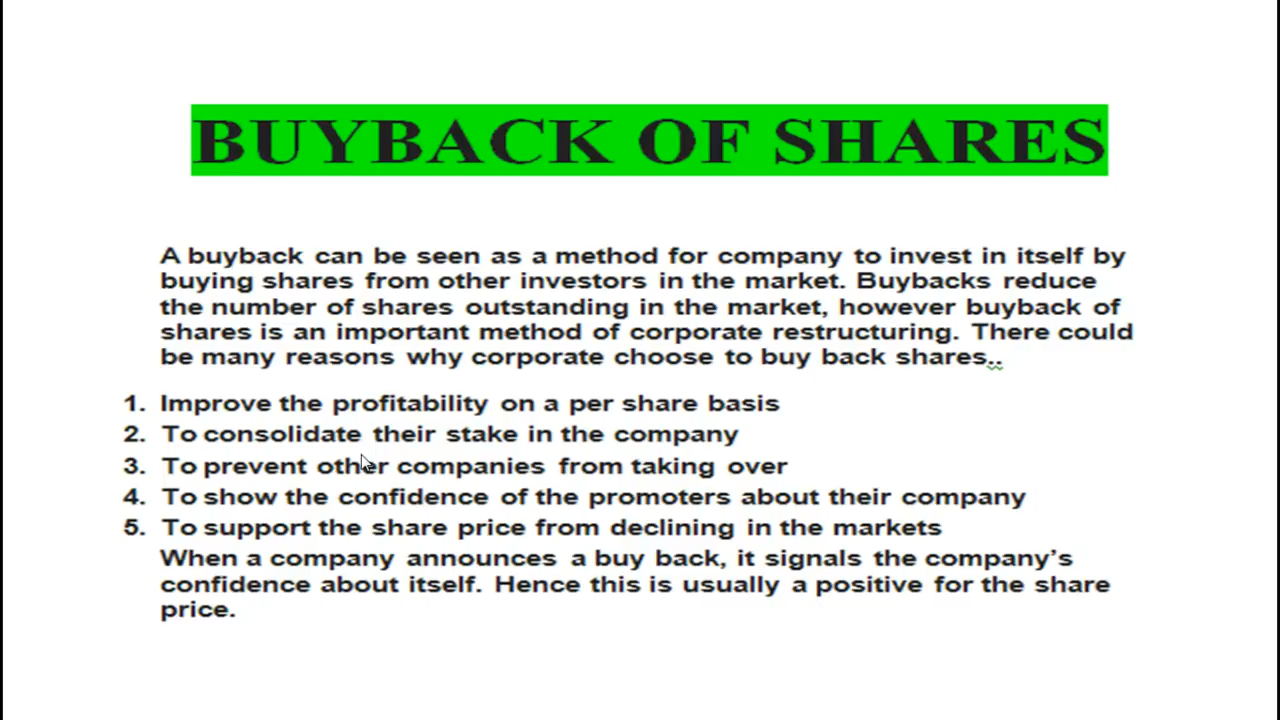 BUYBACK OF SHARES
A buyback can be seen as a method for company to invest in itself by
buying shares from other investors in the market. Buybacks reduce
the number of shares outstanding in the market, however buyback of
shares is an important method of corporate restructuring. There could
be many reasons why corporate choose to buy back shares..
1. Improve the profitability on a per share basis
2. To consolidate their stake in the company
3. To prevent other companies from taking over
4. To show the confidence of the promoters about their company
5. To support the share price from declining in the markets
When a company announces a buy back, it signals the company’s
confidence about itself. Hence this is usually a positive for the share
price.